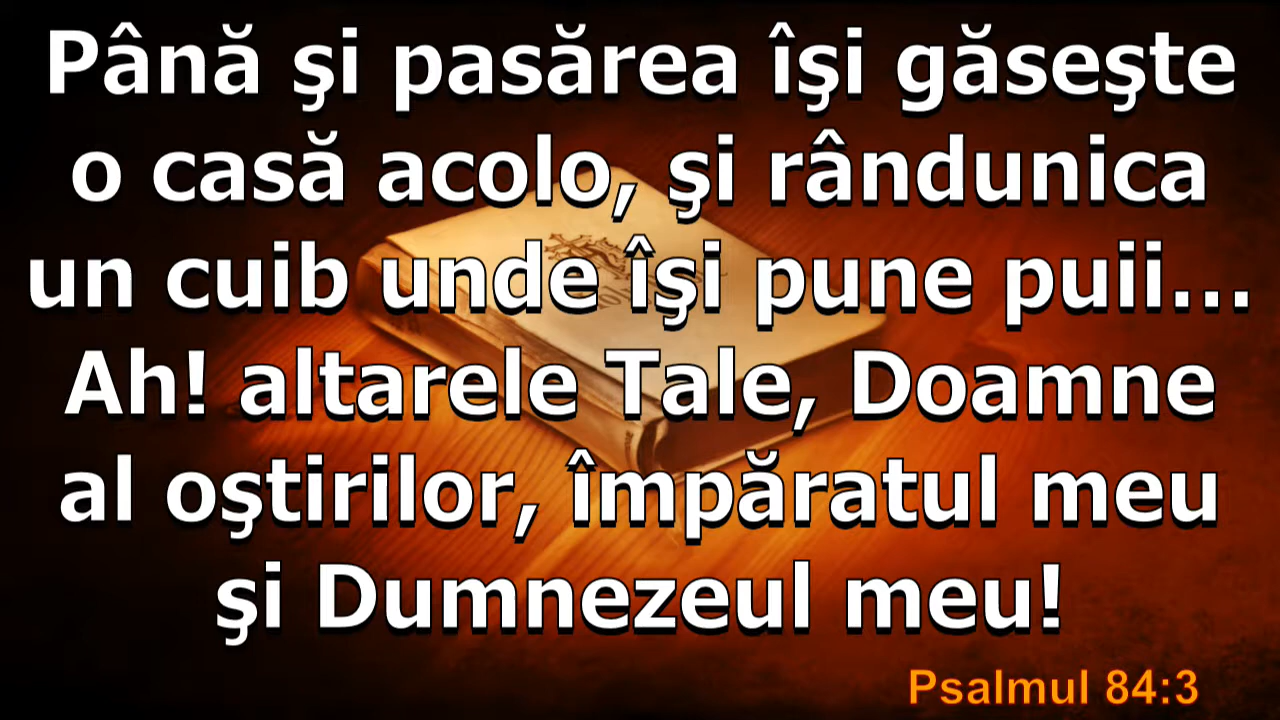 Până şi pasărea îşi găseşte
o casă acolo, şi rândunica
un cuib unde îşi pune puii...
Ah! altarele Tale, Doamne
al oştirilor, împăratul meu
şi Dumnezeul meu!
Psalmul 84:3